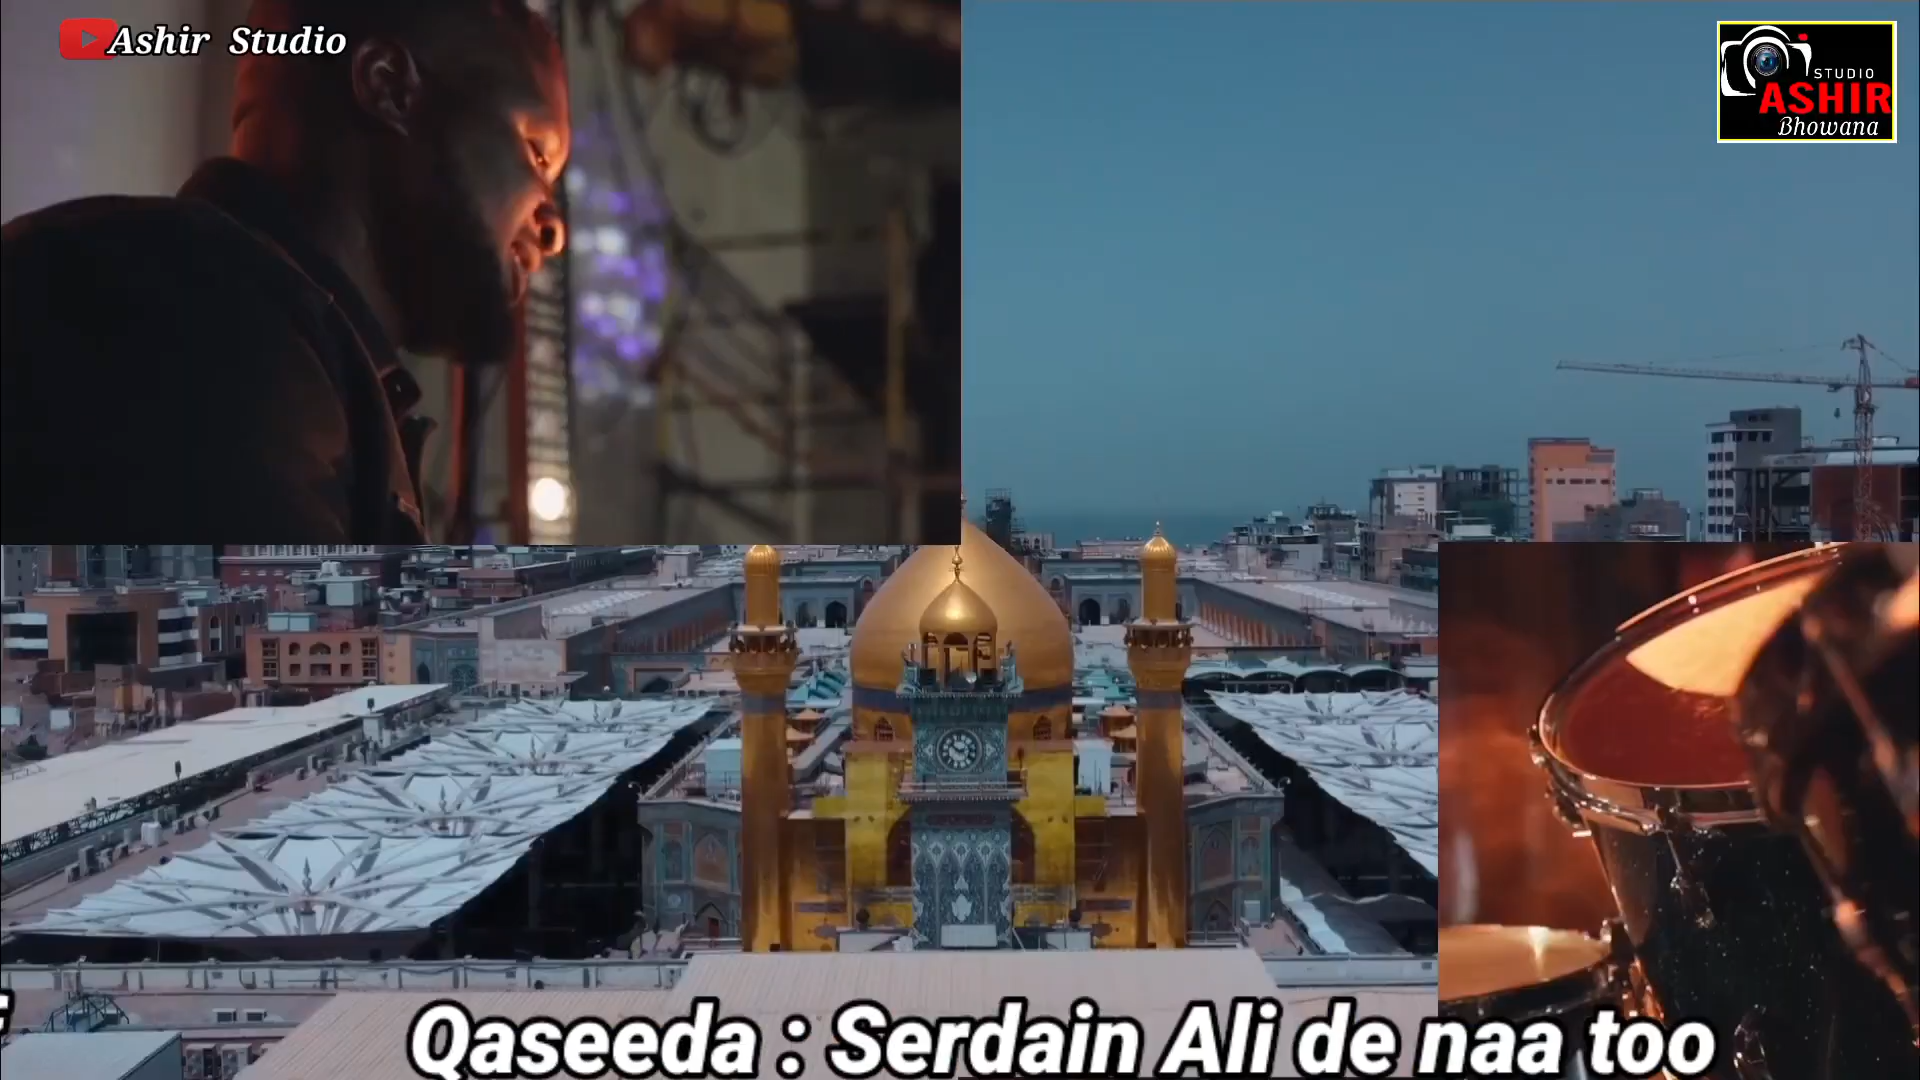 Ashir Studio
STUDIO
ASHIR
Bhowana
Qaseeda : Serdain Ali de naa too